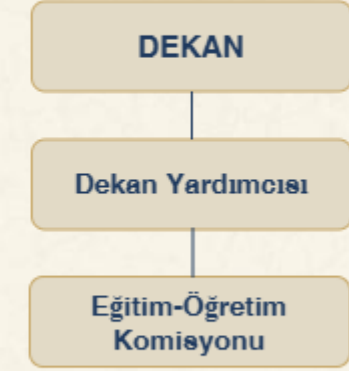 DEKAN
Dekan Yardımcısı
Eğitim-Öğretim
Komisyonu